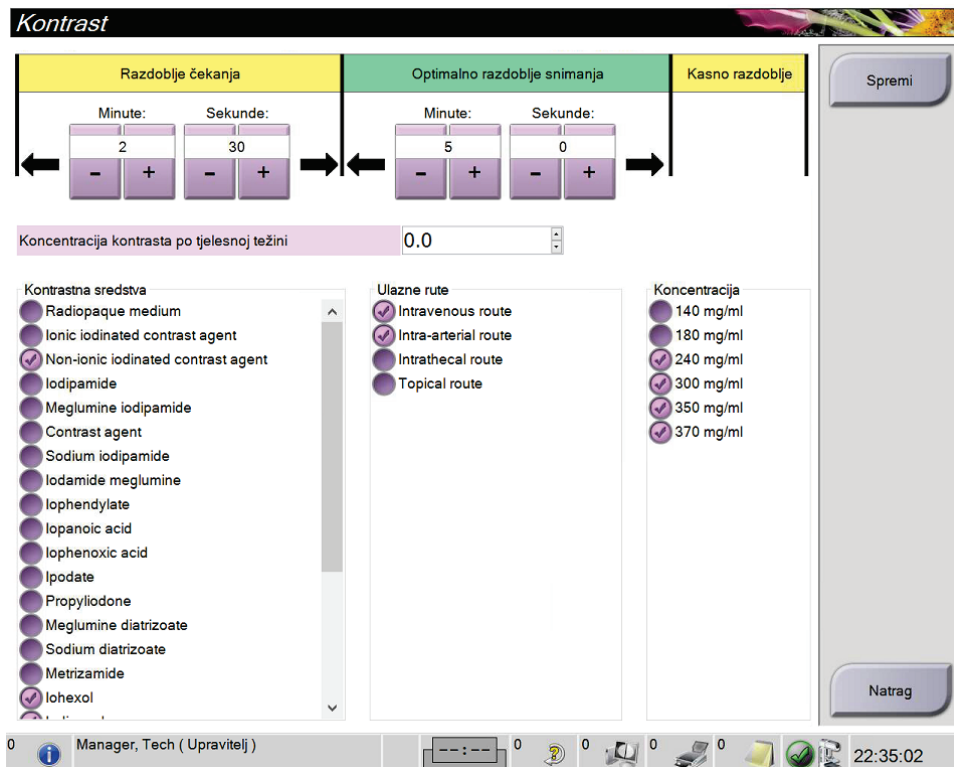 Kontrast
Razdoblje čekanja
Optimalno razdoblje snimanja
Kasno razdoblje
Spremi
Minute:
Sekunde:
Minute:
Sekunde:
2
30
5
0
- + - +
- + - +
Koncentracija kontrasta po tjelesnoj težini
0.0
Kontrastna sredstva
Radiopaque medium
Ionic iodinated contrast agent
Non-ionic iodinated contrast agent
Iodipamide
Meglumine iodipamide
Contrast agent
Sodium iodipamide
Iodamide meglumine
Iophendylate
Iopanoic acid
Iophenoxic acid
Ipodate
Propyliodone
Meglumine diatrizoate
Sodium diatrizoate
Metrizamide
Iohexol
Ulazne rute
Intravenous route
Intra-arterial route
Intrathecal route
Topical route
Koncentracija
140 mg/ml
180 mg/ml
240 mg/ml
300 mg/ml
350 mg/ml
370 mg/ml
Natrag
0
Manager, Tech ( Upravitelj )
--:--
0
0
0
0
22:35:02